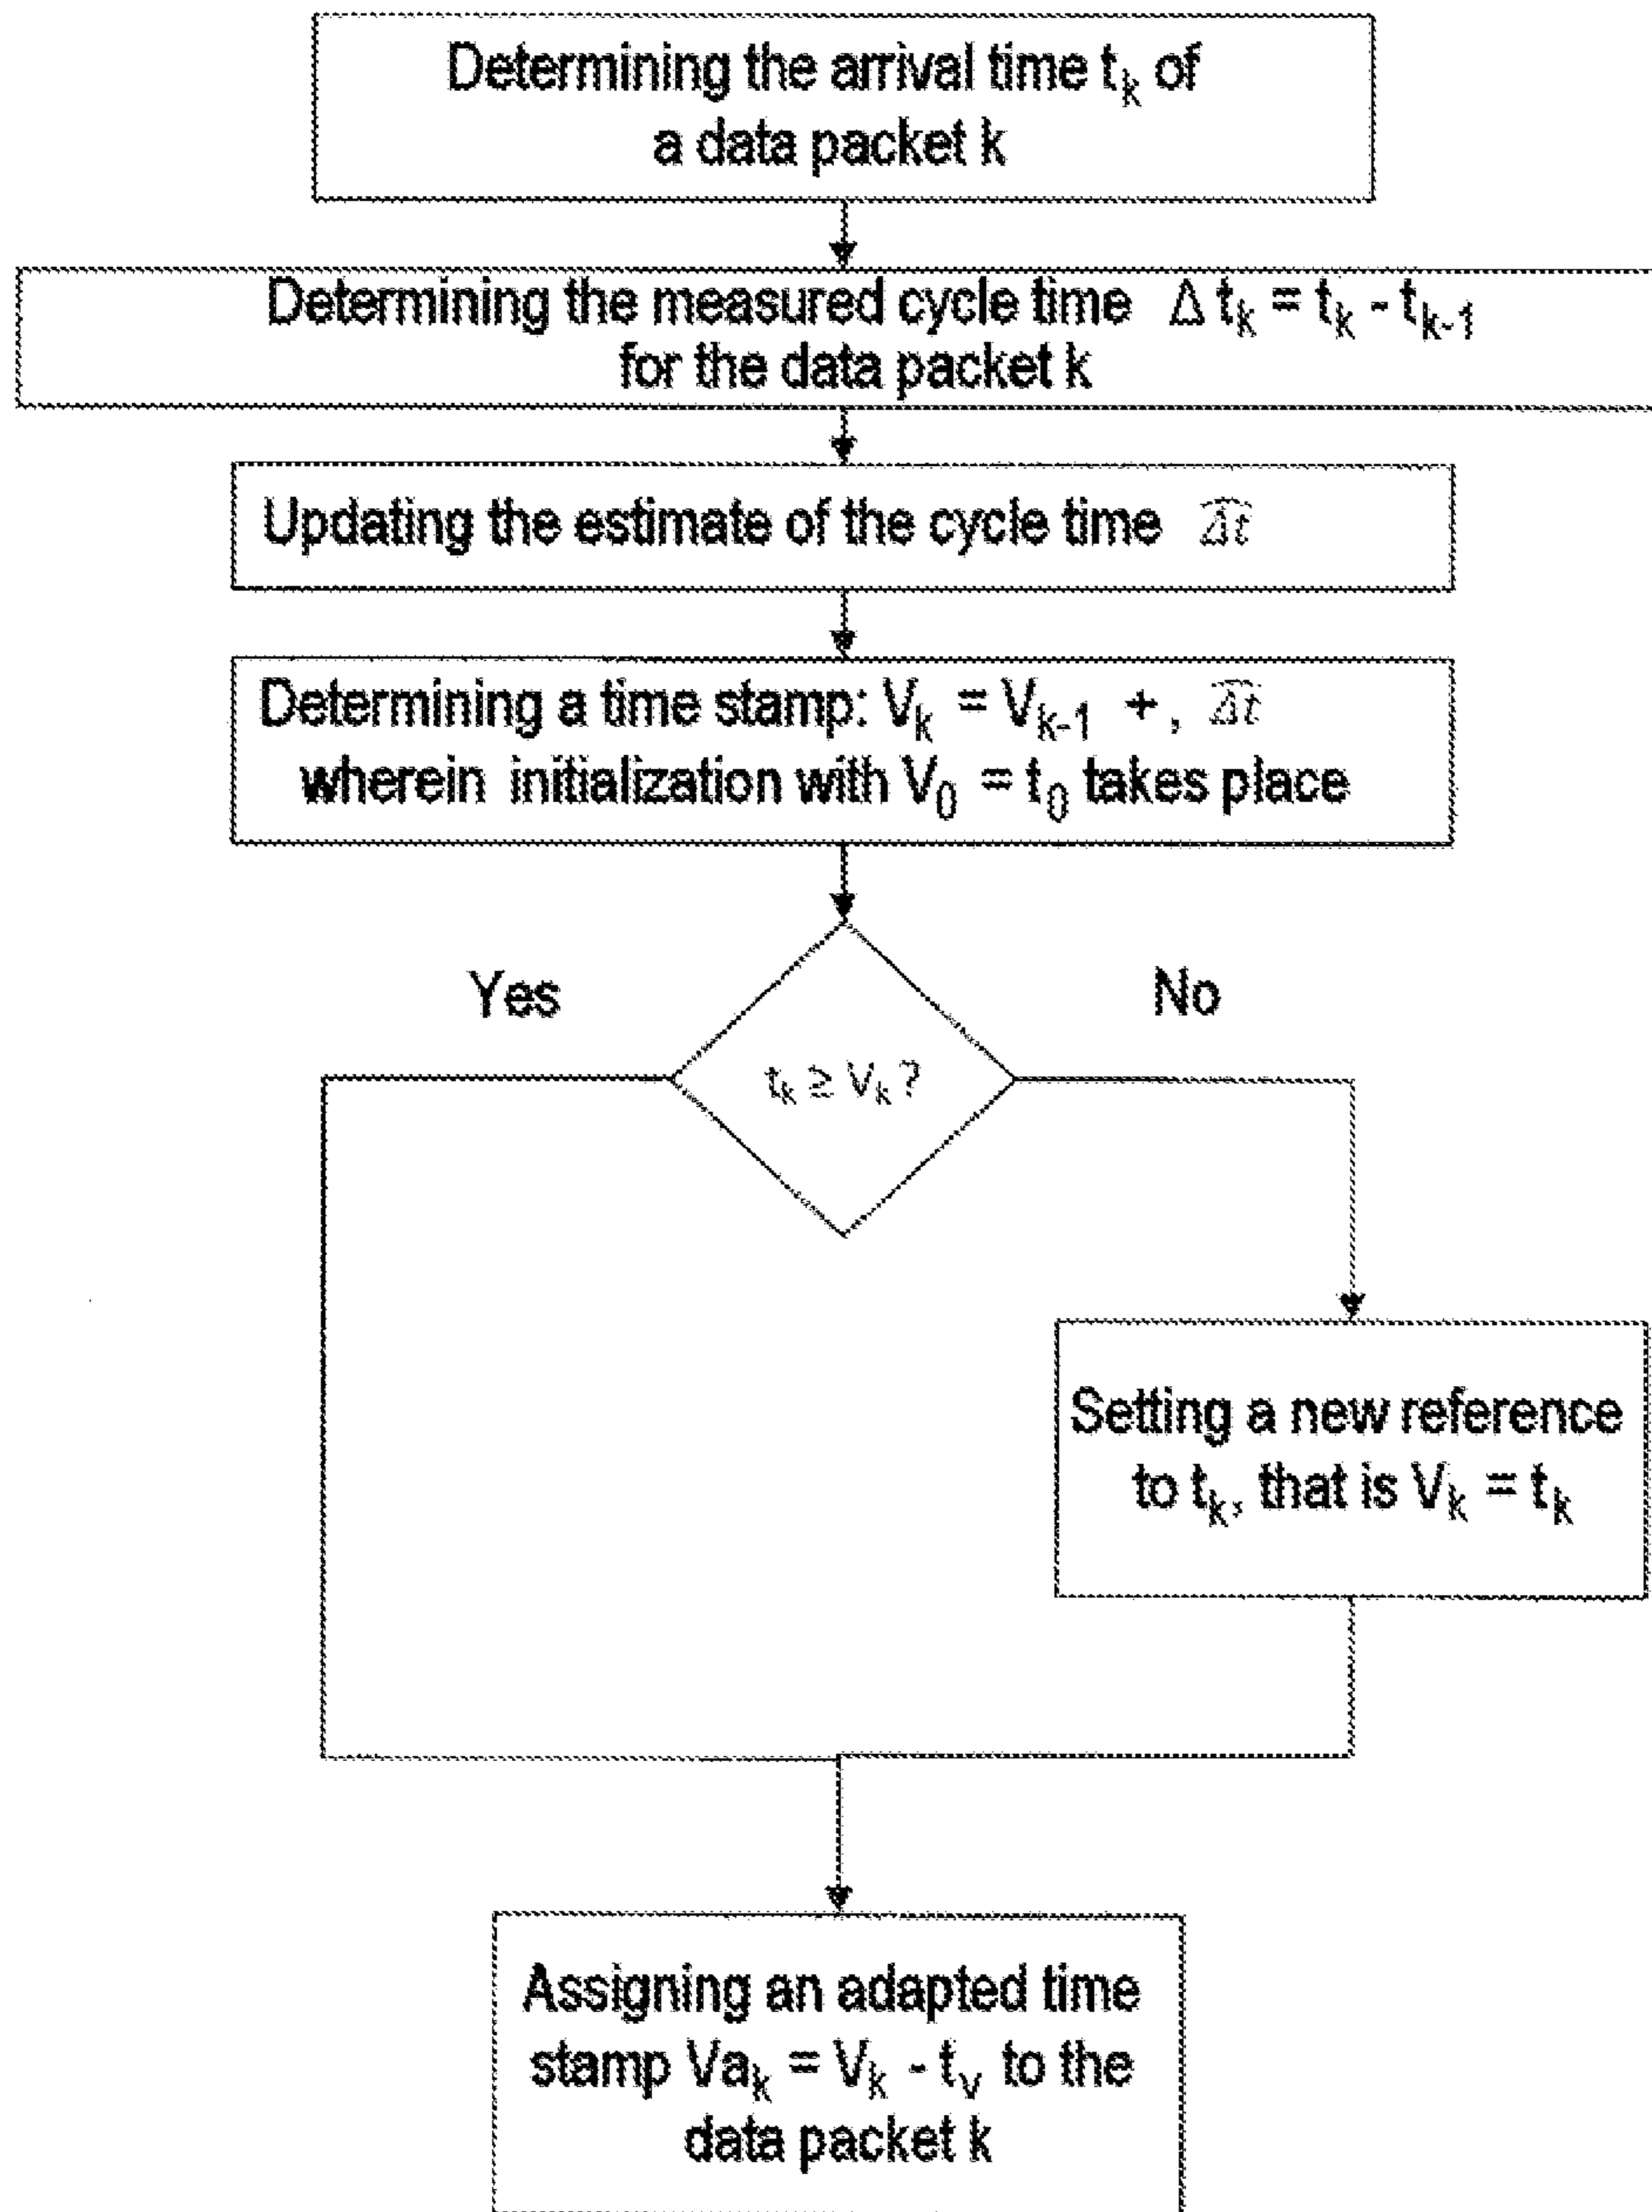 Determining the arrival time tₖ of
a data packet k
Determining the measured cycle time Δ tₖ = tₖ - tₖ₋₁
for the data packet k
Updating the estimate of the cycle time Δ̂t
Determining a time stamp: Vₖ = Vₖ₋₁ + , Δ̂t
wherein initialization with V₀ = t₀ takes place
Yes
No
tₖ ≥ Vₖ ?
Setting a new reference
to tₖ, that is Vₖ = tₖ
Assigning an adapted time
stamp Vaₖ = Vₖ - tᵥ to the
data packet k